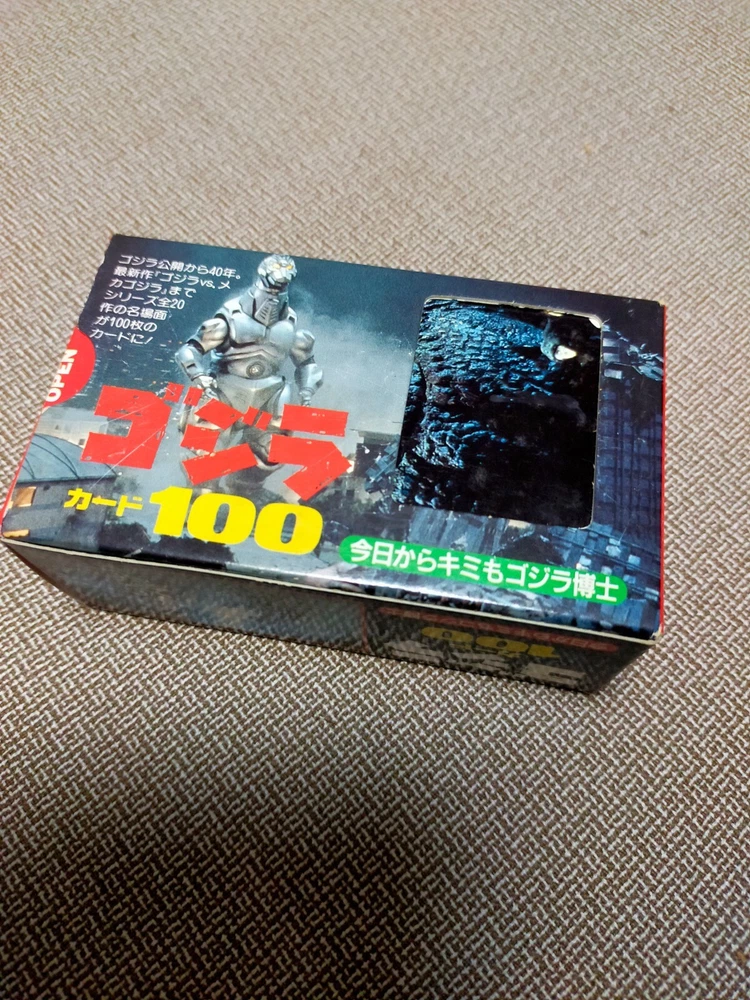 ゴジラ公開から40年。
最新作『ゴジラvs.メ
カゴジラ』まで
シリーズ全20
作の名場面
が100枚の
カードに!
OPEN
ゴジラ
カード100
今日からキミもゴジラ博士
100